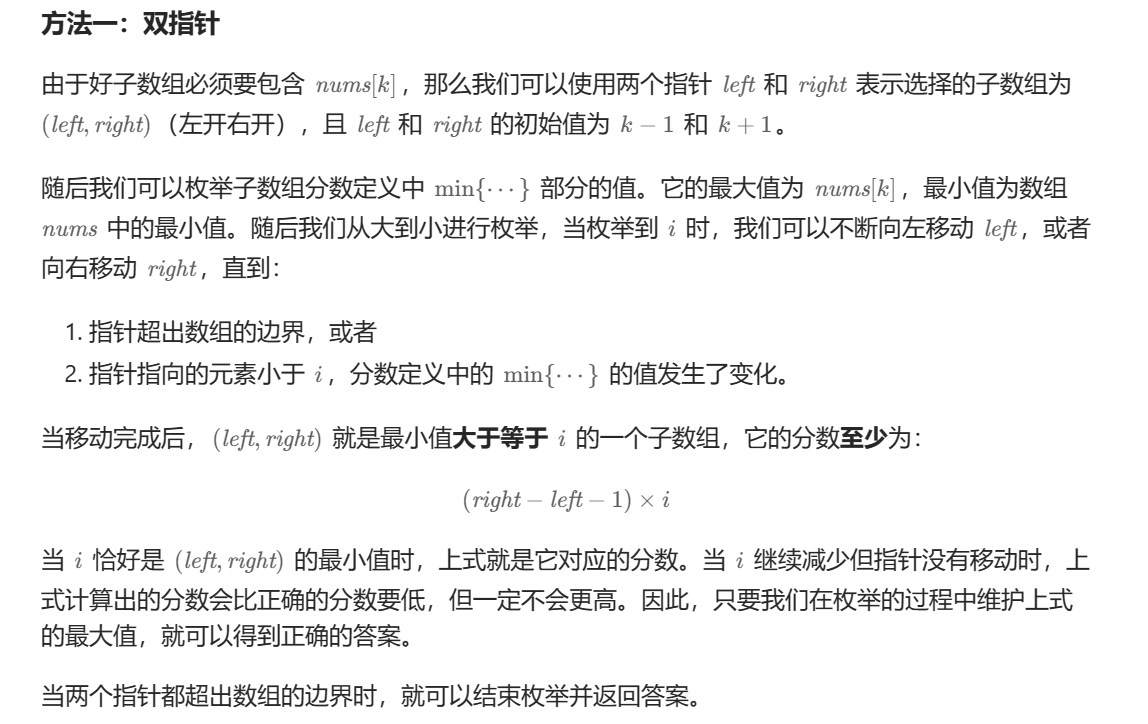 方法一：双指针
由于好子数组必须要包含 nums[k]，那么我们可以使用两个指针 left 和 right 表示选择的子数组为
(left, right)（左开右开），且 left 和 right 的初始值为 k − 1 和 k + 1。
随后我们可以枚举子数组分数定义中 min{⋯} 部分的值。它的最大值为 nums[k]，最小值为数组
nums 中的最小值。随后我们从大到小进行枚举，当枚举到 i 时，我们可以不断向左移动 left，或者
向右移动 right，直到：
1. 指针超出数组的边界，或者
2. 指针指向的元素小于 i，分数定义中的 min{⋯} 的值发生了变化。
当移动完成后，(left, right) 就是最小值大于等于 i 的一个子数组，它的分数至少为：
(right − left − 1) × i
当 i 恰好是 (left, right) 的最小值时，上式就是它对应的分数。当 i 继续减少但指针没有移动时，上
式计算出的分数会比正确的分数要低，但一定不会更高。因此，只要我们在枚举的过程中维护上式
的最大值，就可以得到正确的答案。
当两个指针都超出数组的边界时，就可以结束枚举并返回答案。